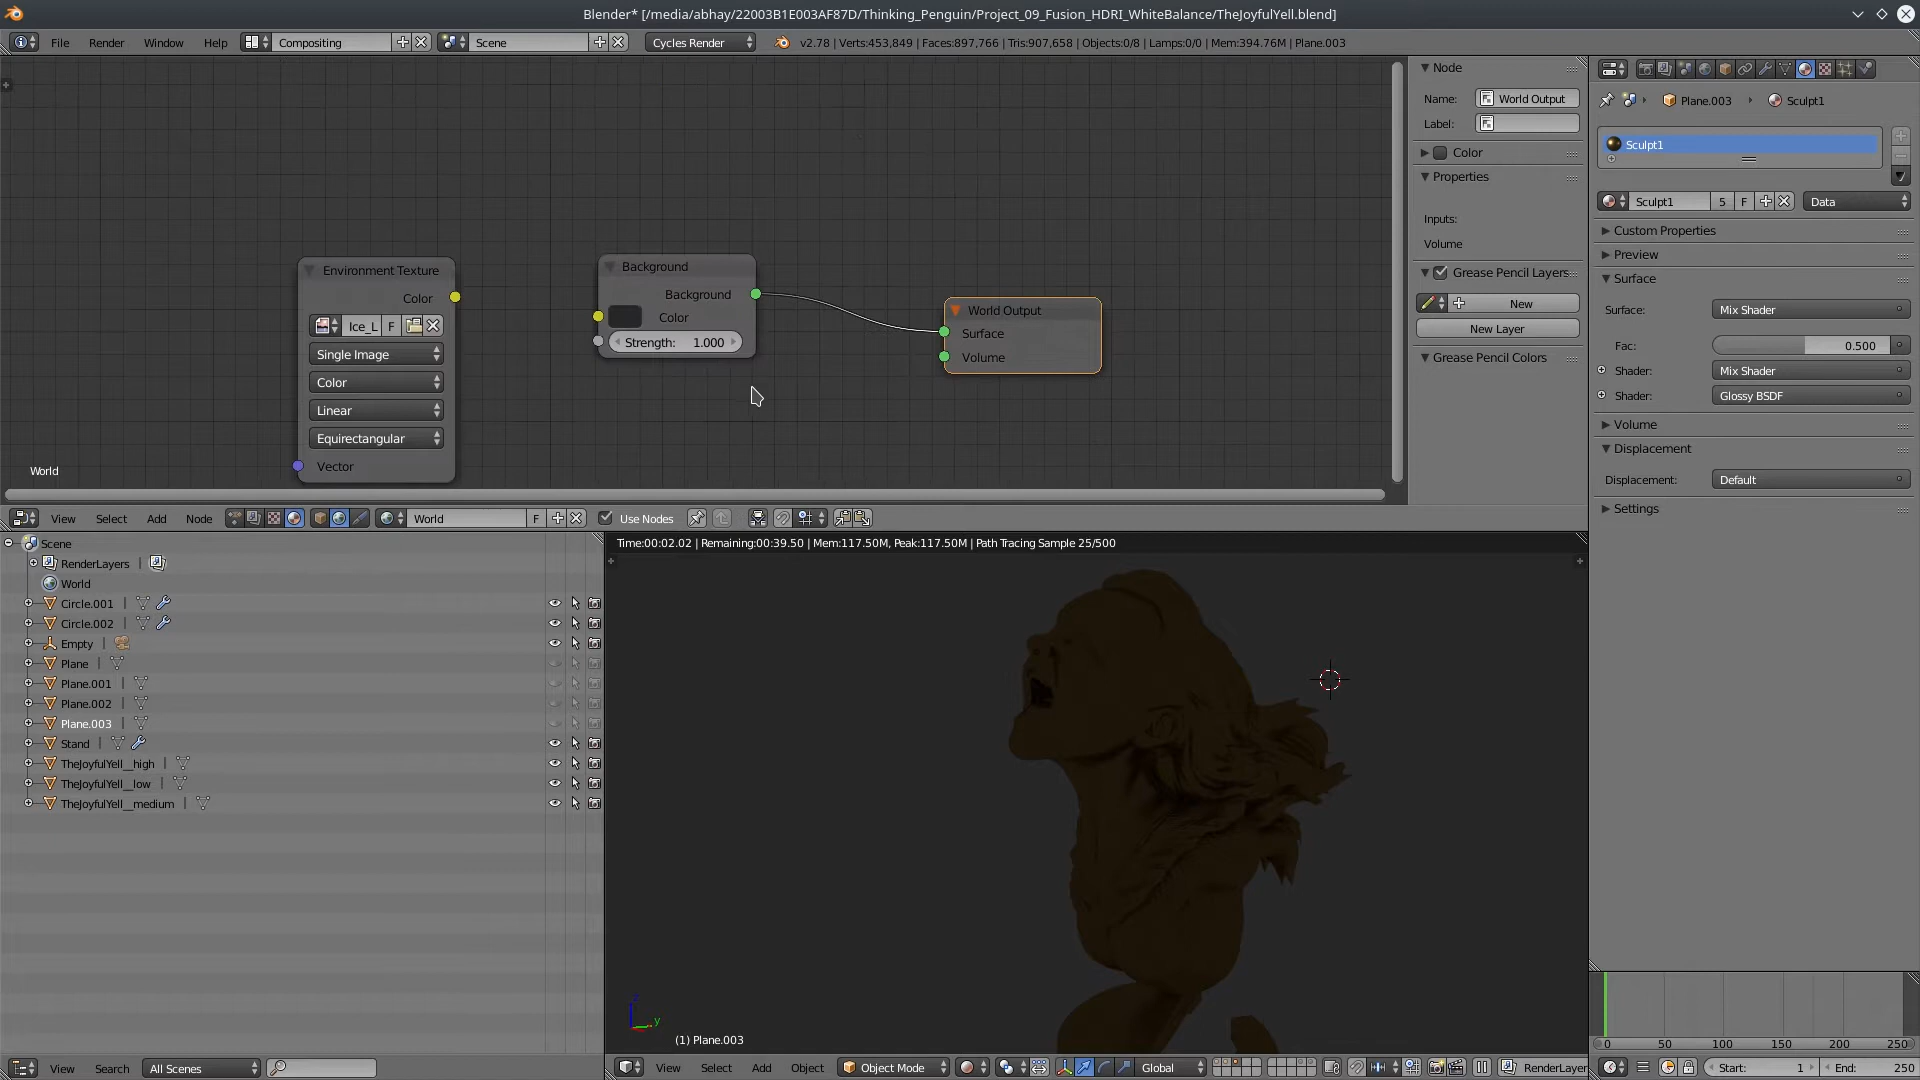 Blender* [/media/abhay/22003B1E003AF87D/Thinking_Penguin/Project_09_Fusion_HDRI_WhiteBalance/TheJoyfulYell.blend]
File Render Window Help Compositing Scene Cycles Render v2.78 | Verts:453,849 | Faces:897,766 | Tris:907,658 | Objects:0/8 | Lamps:0/0 | Mem:394.76M | Plane.003
Environment Texture
Color
Ice_L F
Single Image
Color
Linear
Equirectangular
Vector
Background
Background
Color
Strength: 1.000
World Output
Surface
Volume
World
Node
Name: World Output
Label:
Color
Properties
Inputs:
Volume
Grease Pencil Layers
New
New Layer
Grease Pencil Colors
Plane.003 Sculpt1
Sculpt1
Sculpt1 5 F Data
Custom Properties
Preview
Surface
Surface: Mix Shader
Fac: 0.500
Shader: Mix Shader
Shader: Glossy BSDF
Volume
Displacement
Displacement: Default
Settings
View Select Add Node World F Use Nodes
Scene
RenderLayers |
World
Circle.001 |
Circle.002 |
Empty |
Plane |
Plane.001 |
Plane.002 |
Plane.003 |
Stand |
TheJoyfulYell__high |
TheJoyfulYell__low |
TheJoyfulYell__medium |
View Search All Scenes
Time:00:02.02 | Remaining:00:39.50 | Mem:117.50M, Peak:117.50M | Path Tracing Sample 25/500
z
y
(1) Plane.003
View Select Add Object Object Mode Global RenderLayer
0 50 100 150 200 250
Start: 1 End: 250